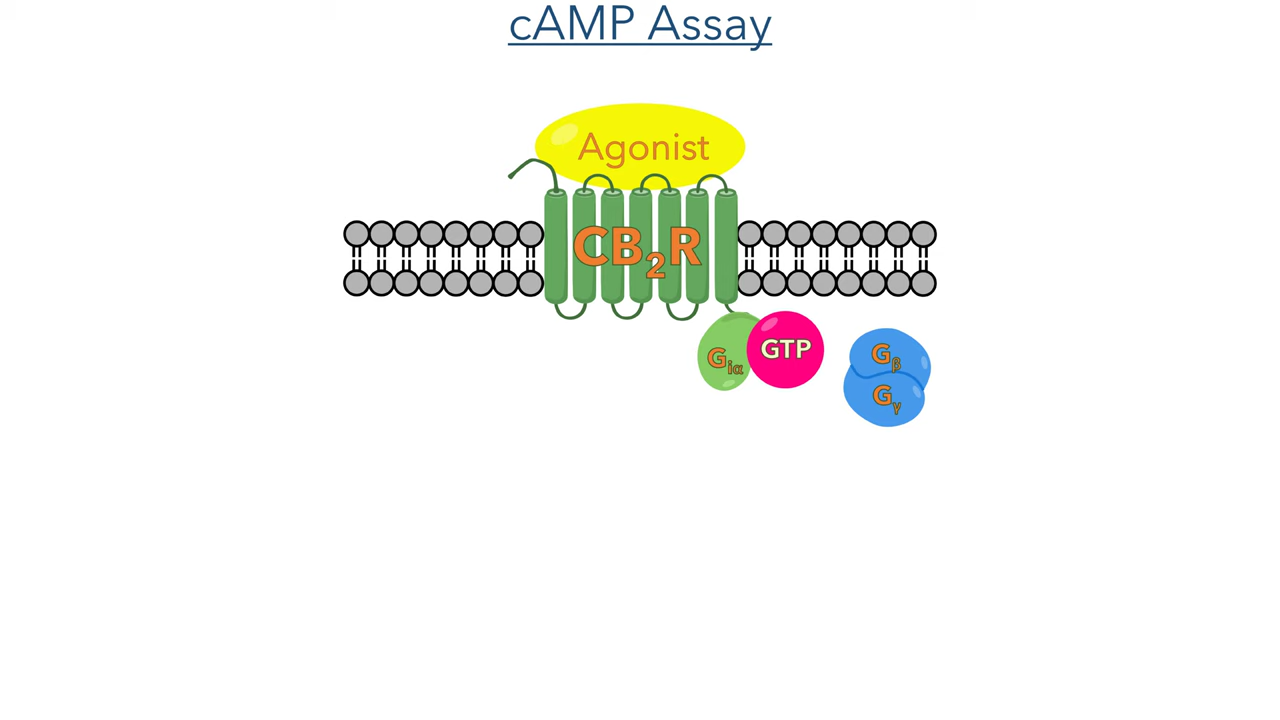 cAMP Assay
Agonist
CB₂R
Giα
GTP
Gβ
Gγ